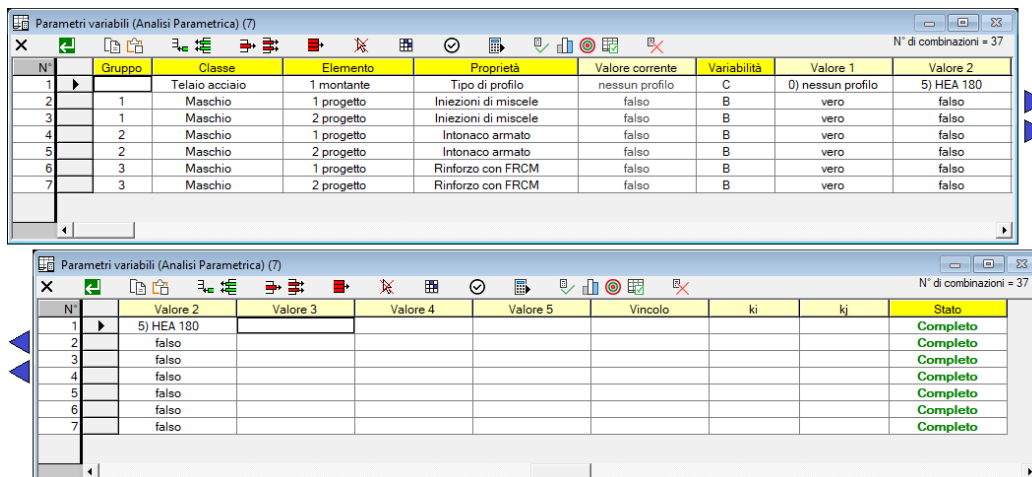 Parametri variabili (Analisi Parametrica) (7)
N° di combinazioni = 37
N° Gruppo Classe Elemento Proprietà Valore corrente Variabilità Valore 1 Valore 2
1 Telaio acciaio 1 montante Tipo di profilo nessun profilo C 0) nessun profilo 5) HEA 180
2 1 Maschio 1 progetto Iniezioni di miscele falso B vero falso
3 1 Maschio 2 progetto Iniezioni di miscele falso B vero falso
4 2 Maschio 1 progetto Intonaco armato falso B vero falso
5 2 Maschio 2 progetto Intonaco armato falso B vero falso
6 3 Maschio 1 progetto Rinforzo con FRCM falso B vero falso
7 3 Maschio 2 progetto Rinforzo con FRCM falso B vero falso
Parametri variabili (Analisi Parametrica) (7)
N° di combinazioni = 37
N° Valore 2 Valore 3 Valore 4 Valore 5 Vincolo ki kj Stato
1 5) HEA 180 Completo
2 falso Completo
3 falso Completo
4 falso Completo
5 falso Completo
6 falso Completo
7 falso Completo